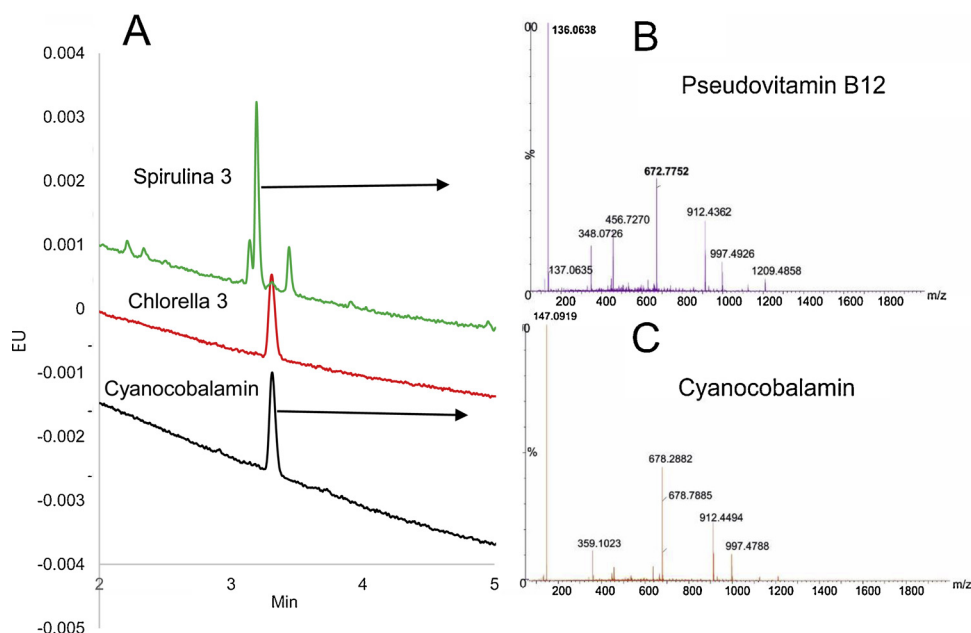 A
0.004
0.003
0.002
0.001
0
-
-0.001
-
-0.002
-
-0.003
-0.004
-0.005
EU
Spirulina 3
Chlorella 3
Cyanocobalamin
2
3
4
5
Min
B
Pseudovitamin B12
00
%
0
136.0638
672.7752
456.7270
912.4362
348.0726
997.4926
137.0635
1209.4858
200 400 600 800 1000 1200 1400 1600 1800
m/z
C
Cyanocobalamin
0
%
0
147.0919
678.2882
678.7885
912.4494
359.1023
997.4788
200 400 600 800 1000 1200 1400 1600 1800
m/z